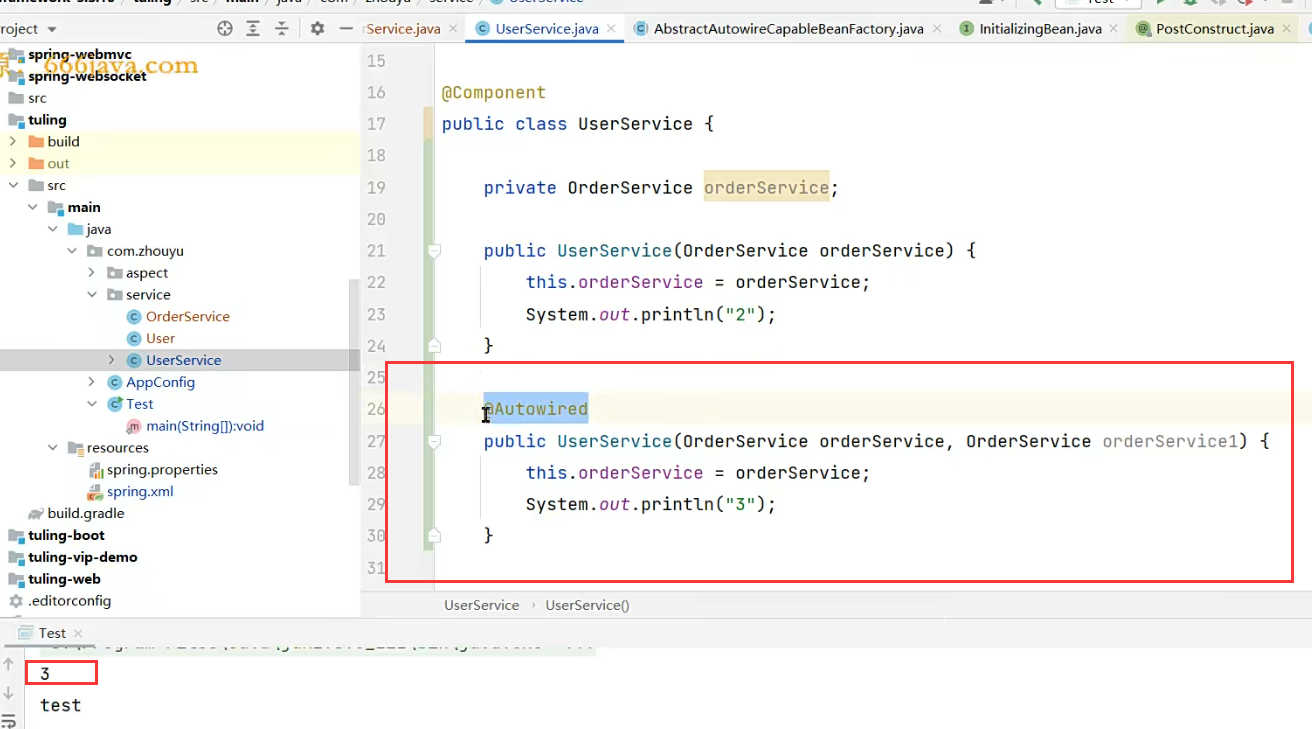 tuling
src
main
java
com
zhouyu
service
UserService
Test
roject
Service.java
UserService.java
AbstractAutowireCapableBeanFactory.java
InitializingBean.java
PostConstruct.java
spring-webmvc
666java.com
spring-websocket
src
tuling
build
out
src
main
java
com.zhouyu
aspect
service
OrderService
User
UserService
AppConfig
Test
main(String[]):void
resources
spring.properties
spring.xml
build.gradle
tuling-boot
tuling-vip-demo
tuling-web
.editorconfig
15
16 @Component
17 public class UserService {
18
19 private OrderService orderService;
20
21 public UserService(OrderService orderService) {
22 this.orderService = orderService;
23 System.out.println("2");
24 }
25
26 @Autowired
27 public UserService(OrderService orderService, OrderService orderService1) {
28 this.orderService = orderService;
29 System.out.println("3");
30 }
31
UserService › UserService()
Test
3
test